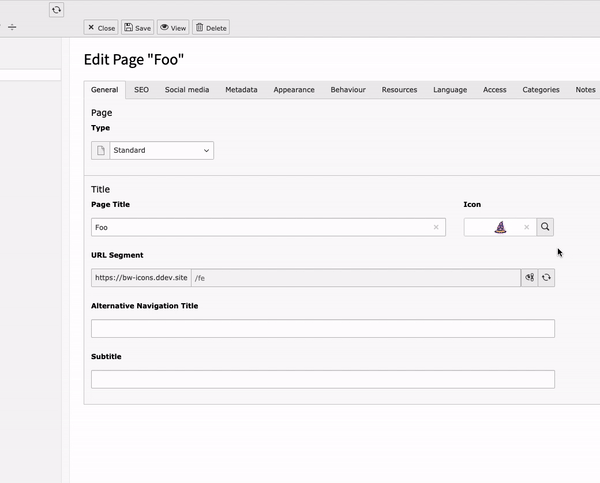 Close Save View Delete
Edit Page "Foo"
General SEO Social media Metadata Appearance Behaviour Resources Language Access Categories Notes
Page
Type
Standard
Title
Page Title Icon
Foo
URL Segment
https://bw-icons.ddev.site /fe
Alternative Navigation Title
Subtitle